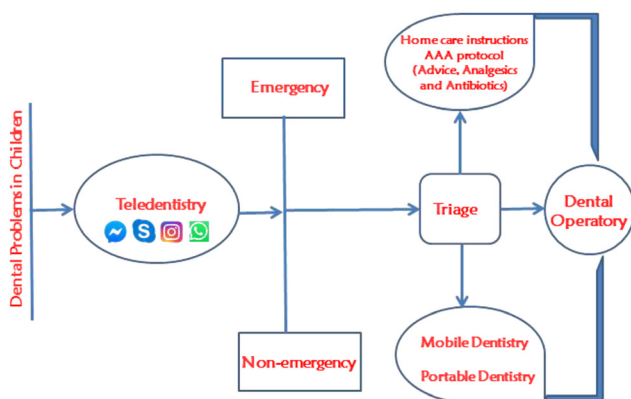 Dental Problems in Children
Teledentistry
Emergency
Non-emergency
Triage
Home care instructions
AAA protocol
(Advice, Analgesics
and Antibiotics)
Dental
Operatory
Mobile Dentistry
Portable Dentistry